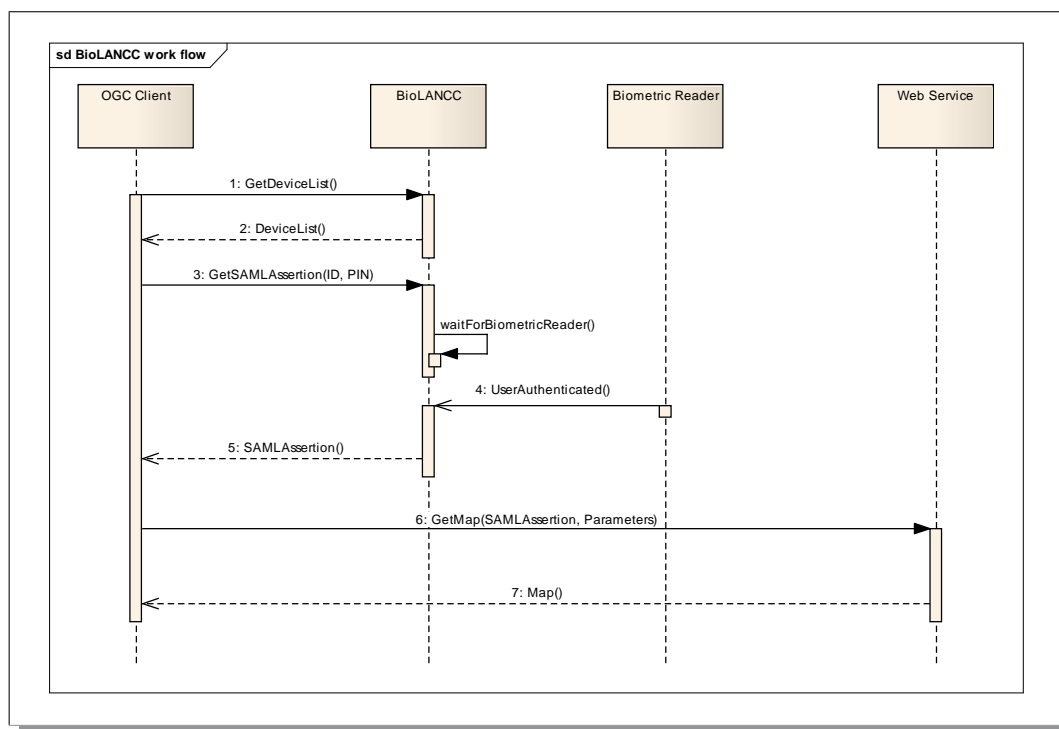 sd BioLANCC work flow
OGC Client
BioLANCC
Biometric Reader
Web Service
1: GetDeviceList()
2: DeviceList()
3: GetSAMLAssertion(ID, PIN)
waitForBiometricReader()
4: UserAuthenticated()
5: SAMLAssertion()
6: GetMap(SAMLAssertion, Parameters)
7: Map()